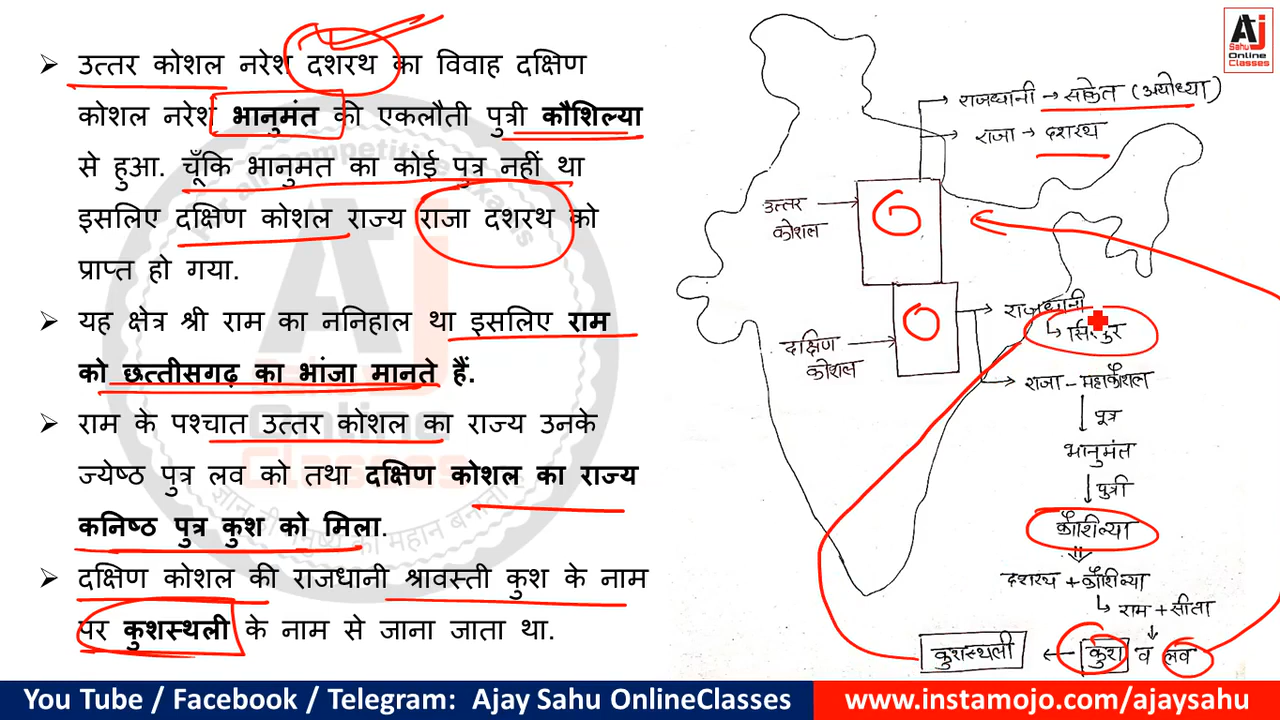 ➢ उत्तर कोशल नरेश दशरथ का विवाह दक्षिण
कोशल नरेश भानुमंत की एकलौती पुत्री कौशिल्या
से हुआ. चूँकि भानुमत का कोई पुत्र नहीं था
इसलिए दक्षिण कोशल राज्य राजा दशरथ को
प्राप्त हो गया.
➢ यह क्षेत्र श्री राम का ननिहाल था इसलिए राम
को छत्तीसगढ़ का भांजा मानते हैं.
➢ राम के पश्चात उत्तर कोशल का राज्य उनके
ज्येष्ठ पुत्र लव को तथा दक्षिण कोशल का राज्य
कनिष्ठ पुत्र कुश को मिला.
➢ दक्षिण कोशल की राजधानी श्रावस्ती कुश के नाम
पर कुशस्थली के नाम से जाना जाता था.
Aj
Sahu
Online
Classes
राजधानी → साकेत (अयोध्या)
राजा → दशरथ
उत्तर
कोशल
राजधानी
दक्षिण
कोशल
राजा - महाकौशल
पुत्र
भानुमंत
पुत्री
कौशिल्या
दशरथ + कौशिल्या
राम + सीता
कुशस्थली ← कुश व लव
Aj
Online
Classes
You Tube / Facebook / Telegram: Ajay Sahu OnlineClasses
www.instamojo.com/ajaysahu